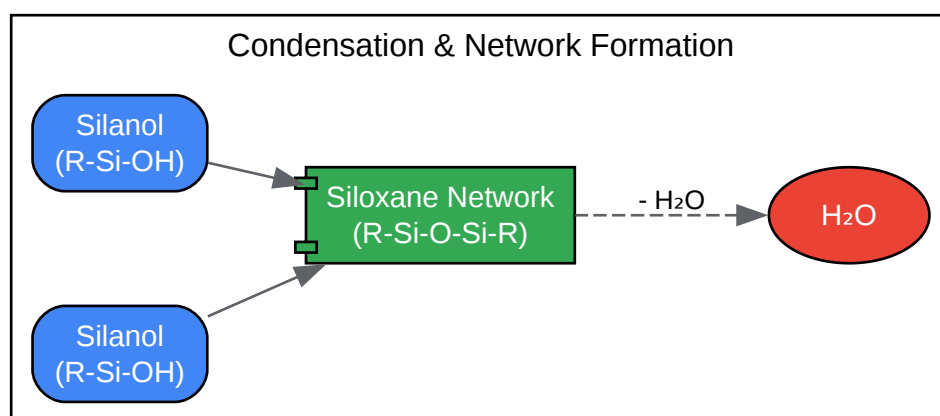 Condensation & Network Formation
Silanol
(R-Si-OH)
Siloxane Network
(R-Si-O-Si-R)
- H₂O
H₂O
Silanol
(R-Si-OH)